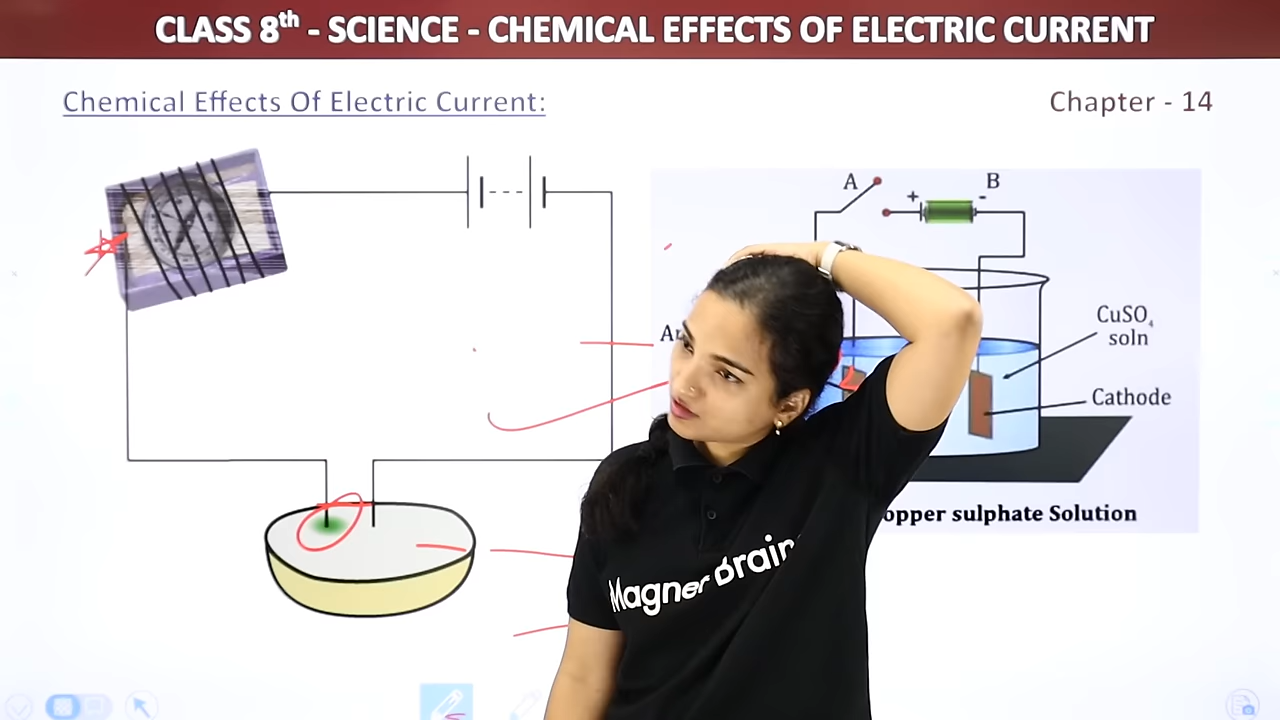 CLASS 8th - SCIENCE - CHEMICAL EFFECTS OF ELECTRIC CURRENT
Chemical Effects Of Electric Current:
Chapter - 14
A
B
+
-
CuSO4
soln
Cathode
opper sulphate Solution
Magnet Brain